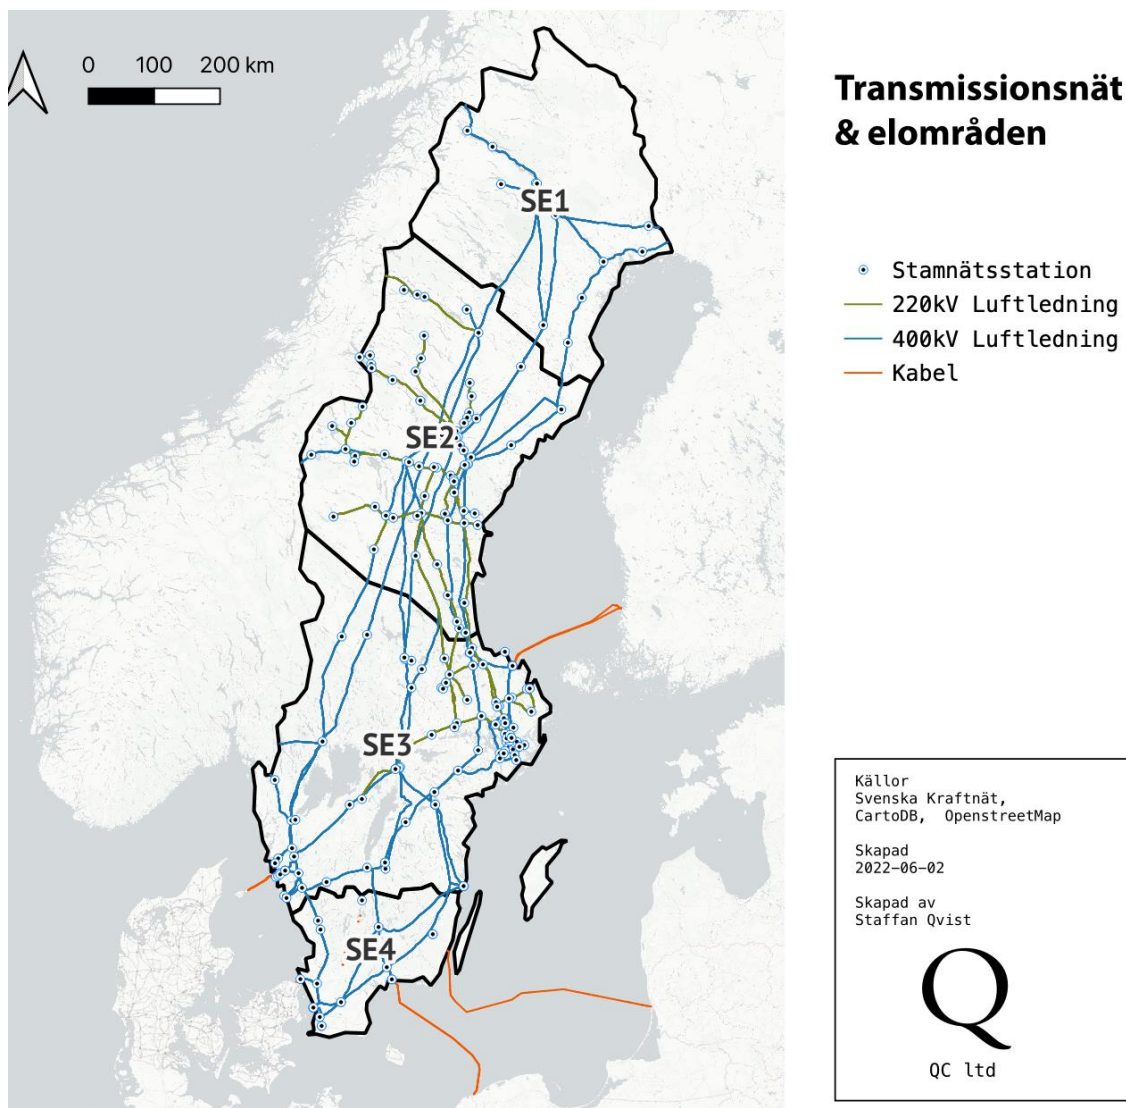 0 100 200 km
Transmissionsnät
& elområden
SE1
Stamnätsstation
220kV Luftledning
400kV Luftledning
Kabel
SE2
SE3
SE4
Källor
Svenska Kraftnät,
CartoDB, OpenstreetMap
Skapad
2022-06-02
Skapad av
Staffan Qvist
Q
QC ltd